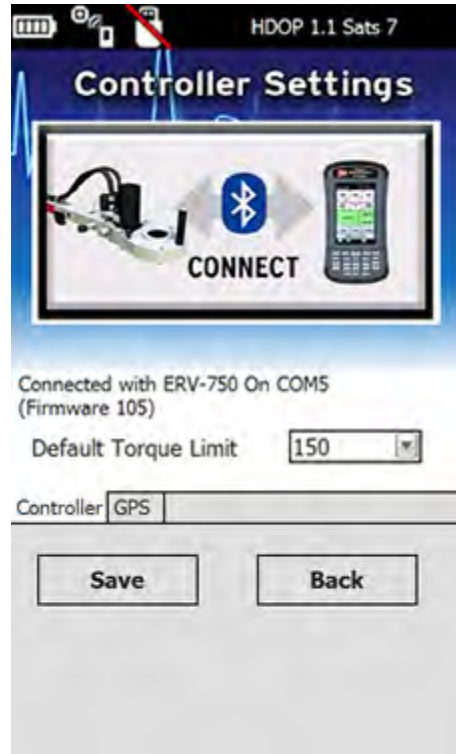 HDOP 1.1 Sats 7
Controller Settings
CONNECT
Connected with ERV-750 On COM5
(Firmware 105)
Default Torque Limit 150
Controller GPS
Save Back